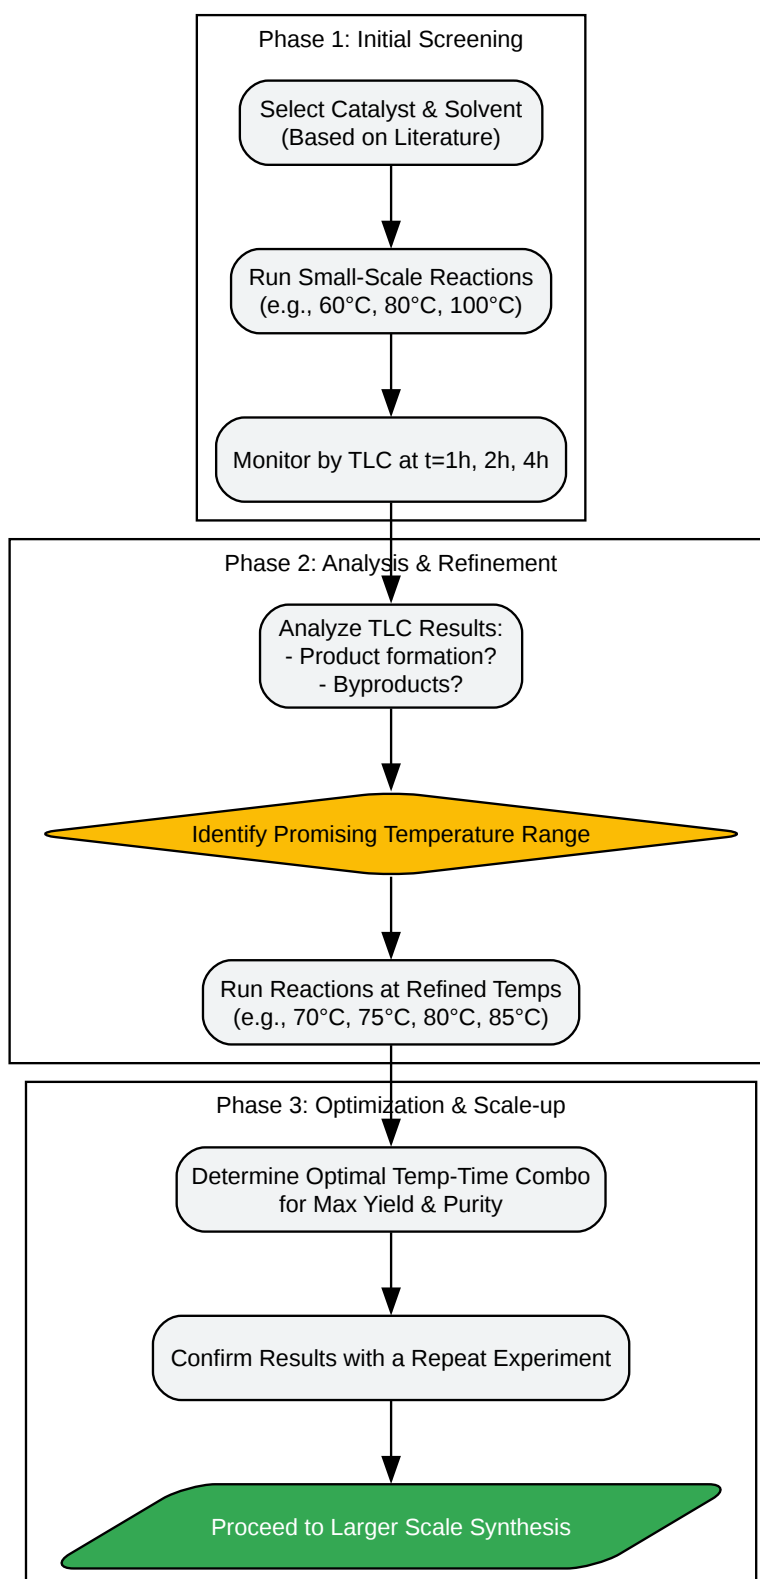 Phase 1: Initial Screening
Select Catalyst & Solvent
(Based on Literature)
Run Small-Scale Reactions
(e.g., 60°C, 80°C, 100°C)
Monitor by TLC at t=1h, 2h, 4h
Phase 2: Analysis & Refinement
Analyze TLC Results:
- Product formation?
- Byproducts?
Identify Promising Temperature Range
Run Reactions at Refined Temps
(e.g., 70°C, 75°C, 80°C, 85°C)
Phase 3: Optimization & Scale-up
Determine Optimal Temp-Time Combo
for Max Yield & Purity
Confirm Results with a Repeat Experiment
Proceed to Larger Scale Synthesis